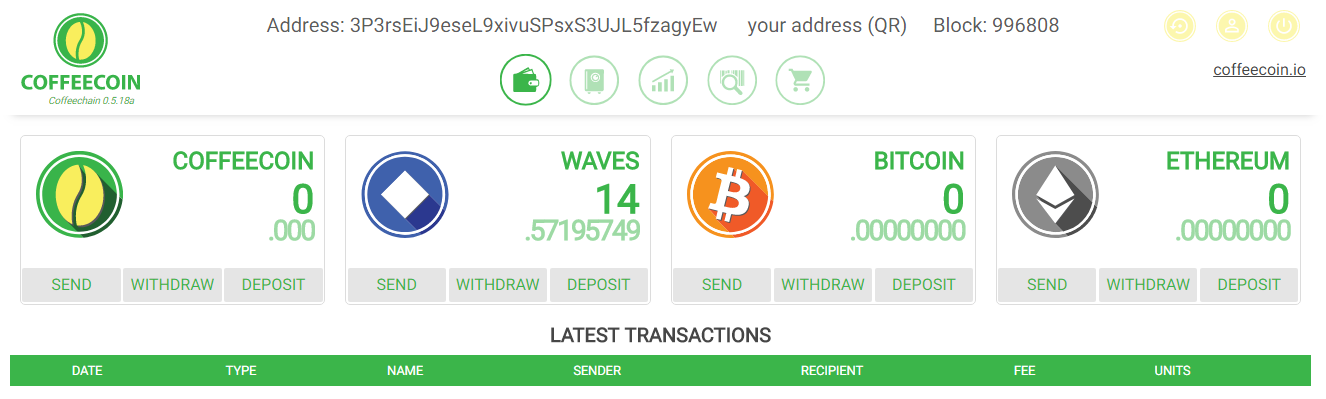 Address: 3P3rsEiJ9eseL9xivuSPsxS3UJL5fzagyEw your address (QR) Block: 996808
COFFEECOIN
Coffeechain 0.5.18a
coffeecoin.io
COFFEECOIN
0
.000
SEND WITHDRAW DEPOSIT
WAVES
14
.57195749
SEND WITHDRAW DEPOSIT
BITCOIN
0
.00000000
SEND WITHDRAW DEPOSIT
ETHEREUM
0
.00000000
SEND WITHDRAW DEPOSIT
LATEST TRANSACTIONS
DATE TYPE NAME SENDER RECIPIENT FEE UNITS